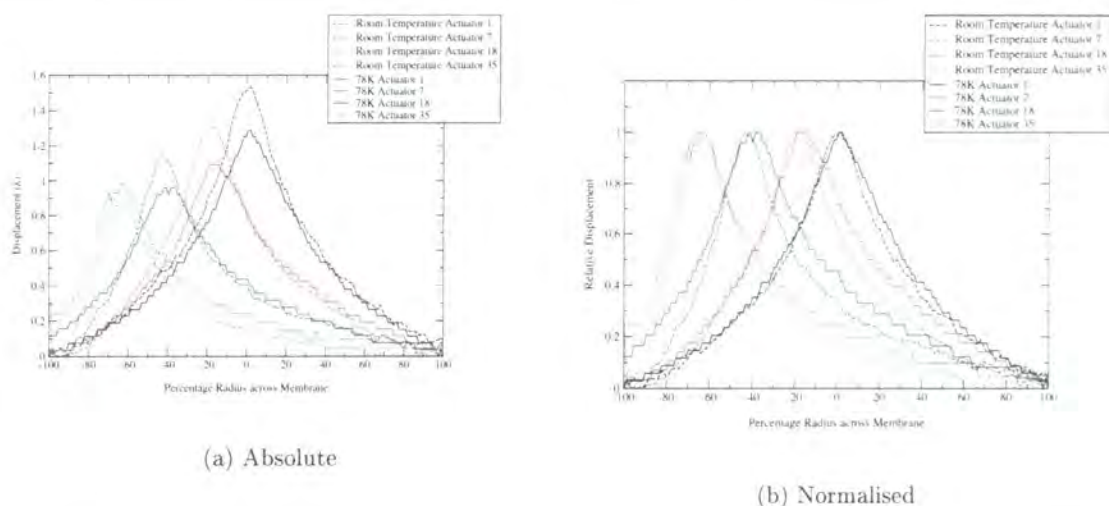 Room Temperature Actuator 1
Room Temperature Actuator 7
Room Temperature Actuator 18
Room Temperature Actuator 35
78K Actuator 1
78K Actuator 7
78K Actuator 18
78K Actuator 35
1.6
1.4
1.2
1
0.8
0.6
0.4
0.2
0
Displacement (λ)
-100 -80 -60 -40 -20 0 20 40 60 80 100
Percentage Radius across Membrane
(a) Absolute
Room Temperature Actuator 1
Room Temperature Actuator 7
Room Temperature Actuator 18
Room Temperature Actuator 35
78K Actuator 1
78K Actuator 7
78K Actuator 18
78K Actuator 35
1
0.8
0.6
0.4
0.2
0
Relative Displacement
-100 -80 -60 -40 -20 0 20 40 60 80 100
Percentage Radius across Membrane
(b) Normalised